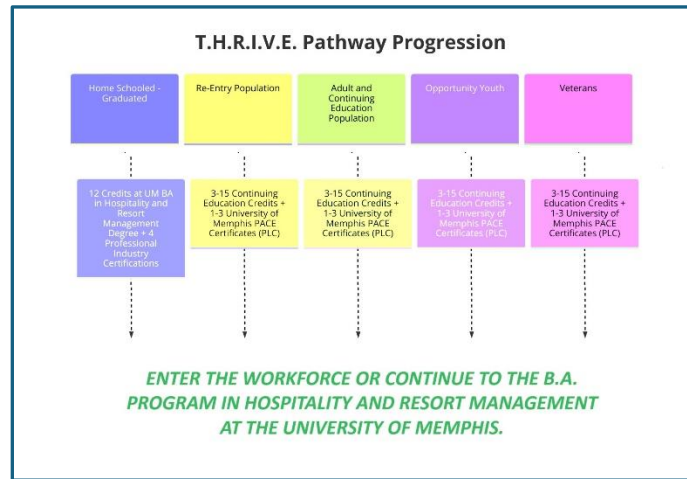 T.H.R.I.V.E. Pathway Progression
Home Schooled -
Graduated
Re-Entry Population
Adult and
Continuing
Education
Population
Opportunity Youth
Veterans
12 Credits at UM BA
in Hospitality and
Resort
Management
Degree + 4
Professional
Industry
Certifications
3-15 Continuing
Education Credits +
1-3 University of
Memphis PACE
Certificates (PLC)
3-15 Continuing
Education Credits +
1-3 University of
Memphis PACE
Certificates (PLC)
3-15 Continuing
Education Credits +
1-3 University of
Memphis PACE
Certificates (PLC)
3-15 Continuing
Education Credits +
1-3 University of
Memphis PACE
Certificates (PLC)
ENTER THE WORKFORCE OR CONTINUE TO THE B.A.
PROGRAM IN HOSPITALITY AND RESORT MANAGEMENT
AT THE UNIVERSITY OF MEMPHIS.